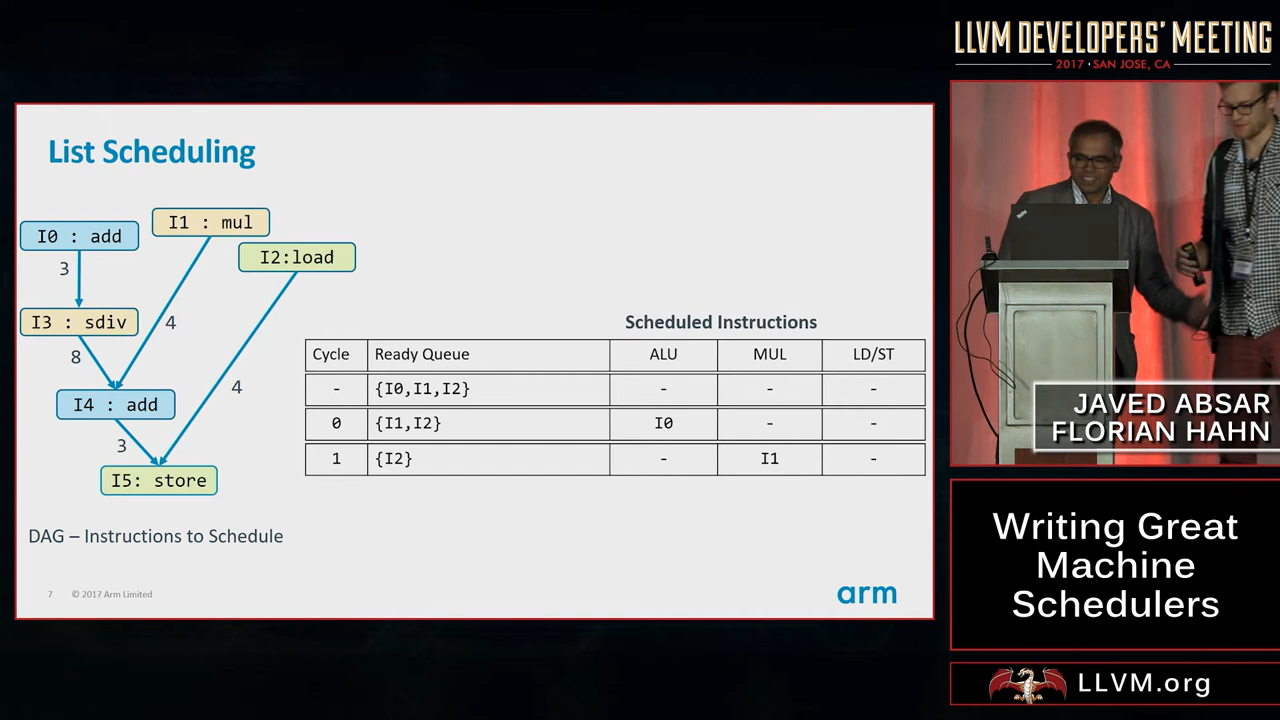 LLVM DEVELOPERS' MEETING
2017 · SAN JOSE, CA
List Scheduling
I0 : add
I1 : mul
I2:load
3
I3 : sdiv
4
8
4
I4 : add
3
I5: store
DAG – Instructions to Schedule
Scheduled Instructions
Cycle Ready Queue ALU MUL LD/ST
- {I0,I1,I2} - - -
0 {I1,I2} I0 - -
1 {I2} - I1 -
7 © 2017 Arm Limited
arm
JAVED ABSAR
FLORIAN HAHN
Writing Great
Machine
Schedulers
LLVM.org